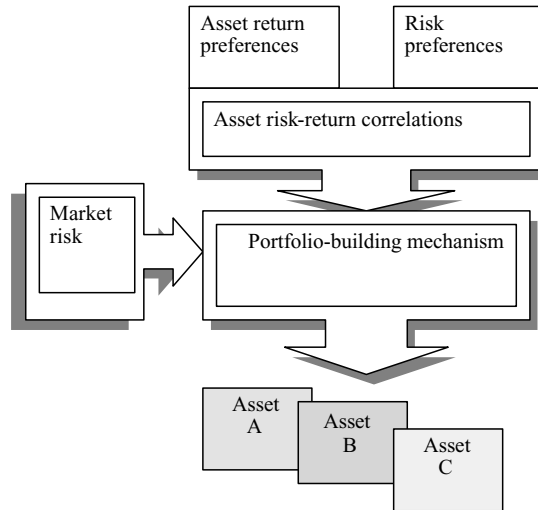 Asset return
preferences
Risk
preferences
Asset risk-return correlations
Market
risk
Portfolio-building mechanism
Asset
A
Asset
B
Asset
C